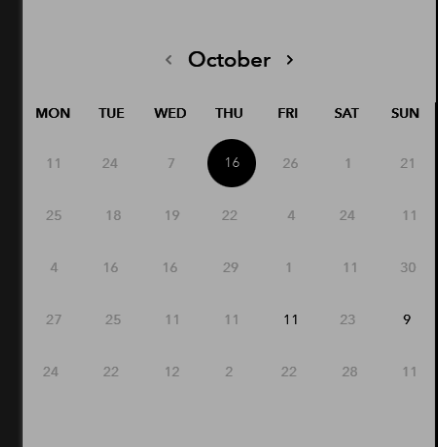 ‹ October ›
MON TUE WED THU FRI SAT SUN
11 24 7 16 26 1 21
25 18 19 22 4 24 11
4 16 16 29 1 11 30
27 25 11 11 11 23 9
24 22 12 2 22 28 11